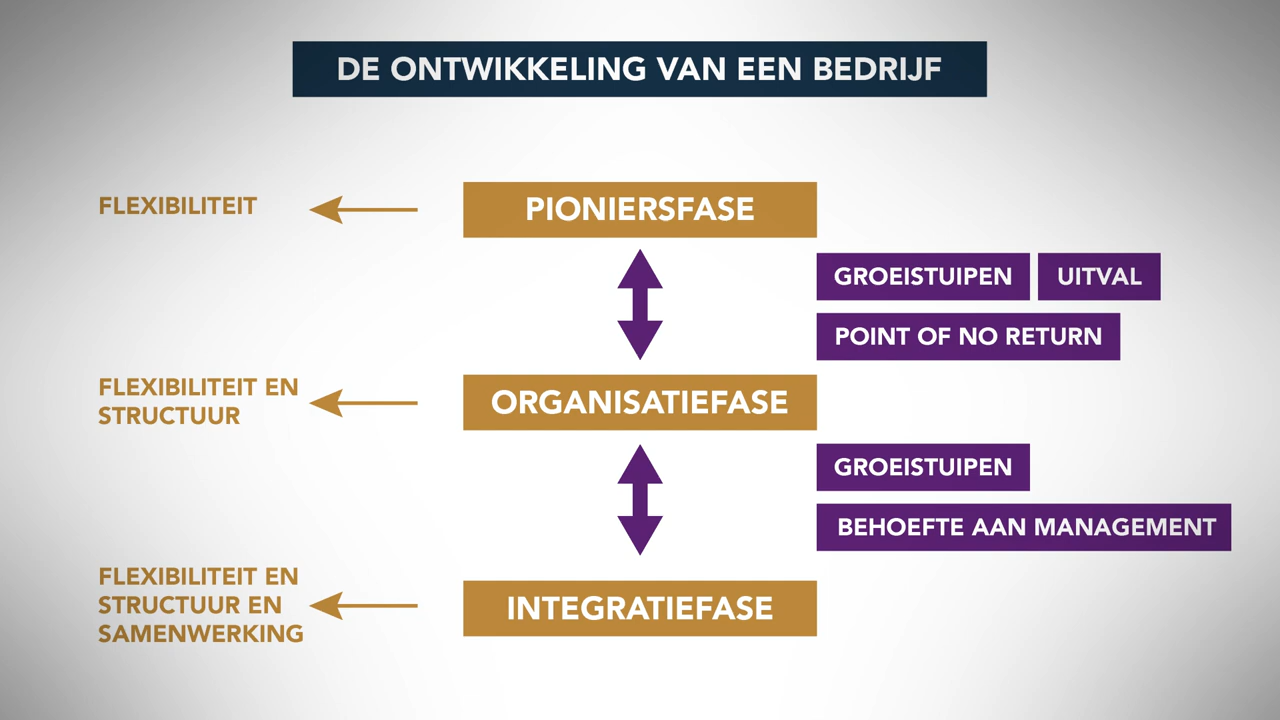 DE ONTWIKKELING VAN EEN BEDRIJF
FLEXIBILITEIT
PIONIERSFASE
GROEISTUIPEN
UITVAL
POINT OF NO RETURN
FLEXIBILITEIT EN
STRUCTUUR
ORGANISATIEFASE
GROEISTUIPEN
BEHOEFTE AAN MANAGEMENT
FLEXIBILITEIT EN
STRUCTUUR EN
SAMENWERKING
INTEGRATIEFASE